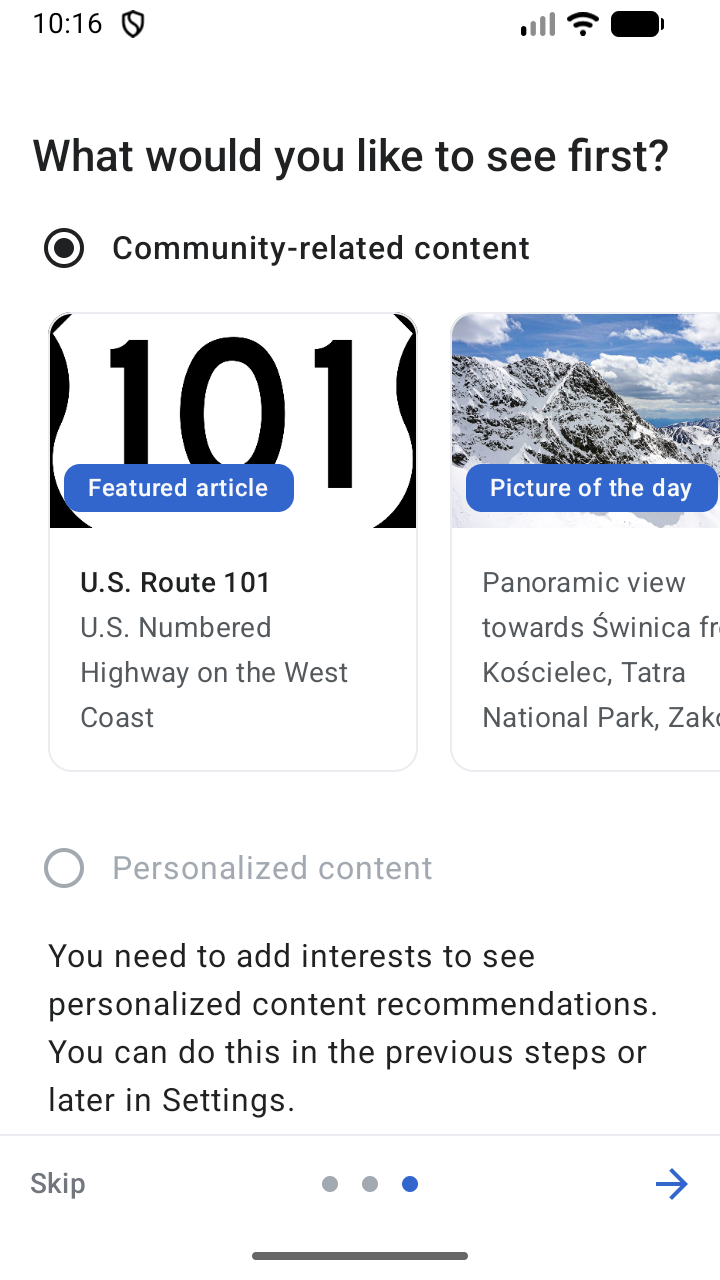 10:16
What would you like to see first?
Community-related content
101
Featured article
U.S. Route 101
U.S. Numbered
Highway on the West
Coast
Picture of the day
Panoramic view
towards Świnica
Kościelec, Tatra
National Park,
Personalized content
You need to add interests to see
personalized content recommendations.
You can do this in the previous steps or
later in Settings.
Skip